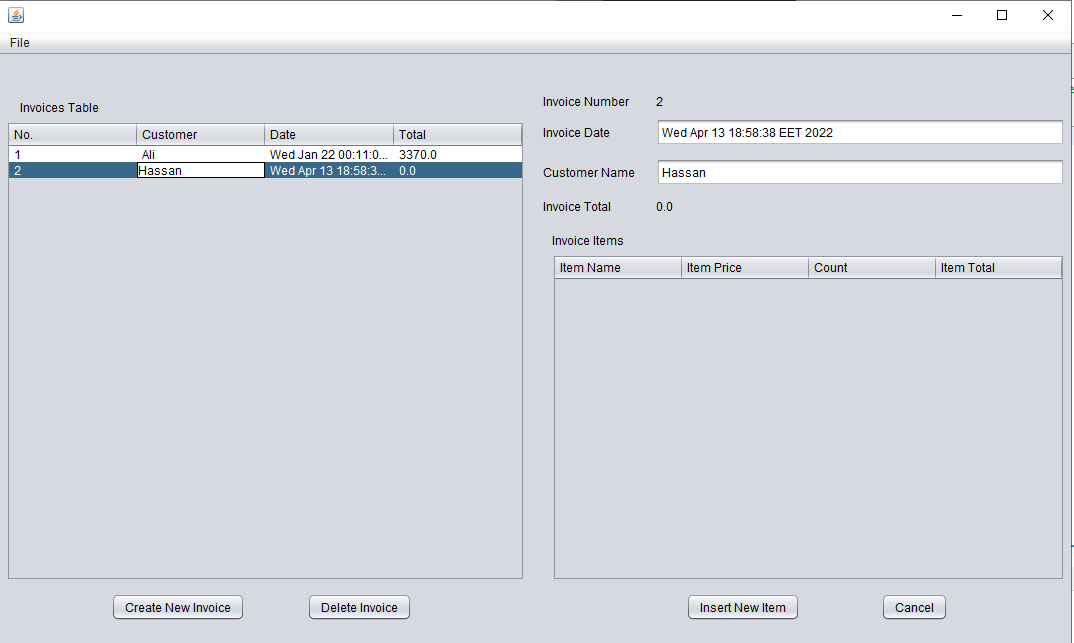 File
Invoices Table
No. Customer Date Total
1 Ali Wed Jan 22 00:11:0... 3370.0
2 Hassan Wed Apr 13 18:58:3... 0.0
Create New Invoice Delete Invoice
Invoice Number 2
Invoice Date Wed Apr 13 18:58:38 EET 2022
Customer Name Hassan
Invoice Total 0.0
Invoice Items
Item Name Item Price Count Item Total
Insert New Item Cancel